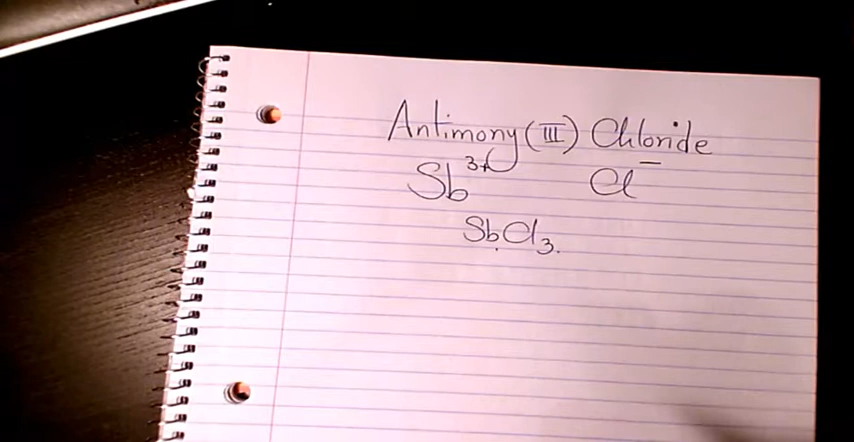 Antimony (III) Chloride
Sb³⁺ Cl⁻
SbCl₃.